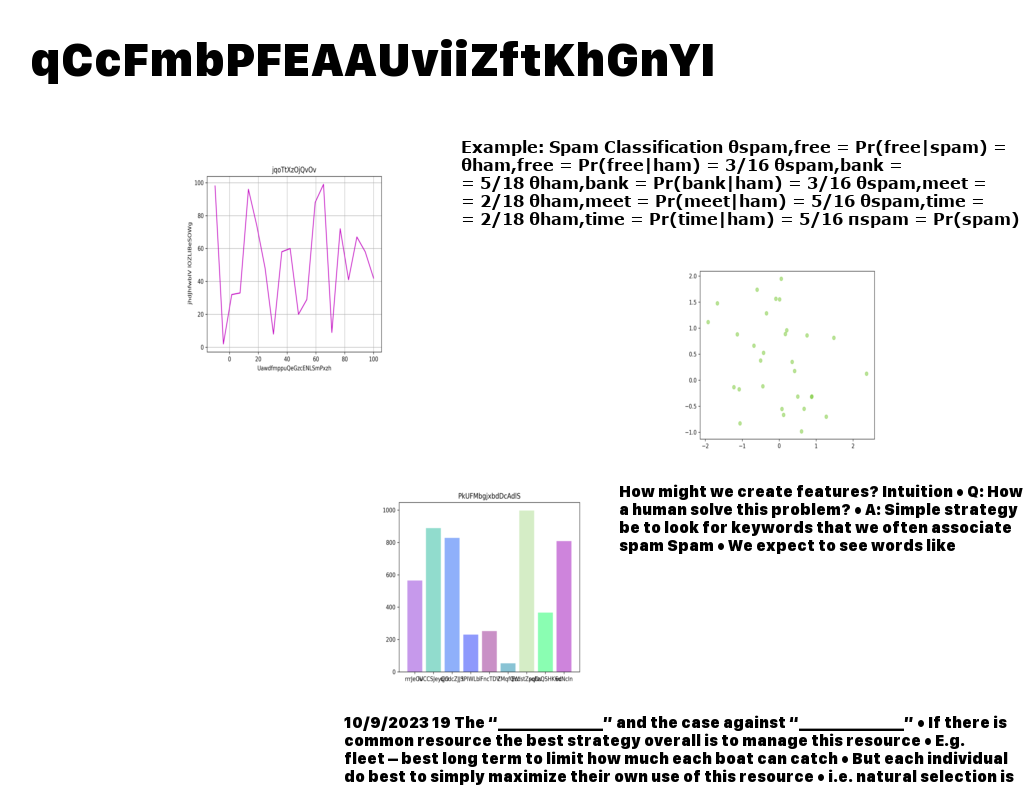 qCcFmbPFEAAUviiZftKhGnYI
Example: Spam Classification θspam,free = Pr(free|spam) =
θham,free = Pr(free|ham) = 3/16 θspam,bank =
= 5/18 θham,bank = Pr(bank|ham) = 3/16 θspam,meet =
= 2/18 θham,meet = Pr(meet|ham) = 5/16 θspam,time =
= 2/18 θham,time = Pr(time|ham) = 5/16 πspam = Pr(spam)
jqoTtXzOjQvOv
100
80
60
40
20
0
0 20 40 60 80 100
UawdfmppuQeGzcENLSmPxzh
2.0
1.5
1.0
0.5
0.0
−0.5
−1.0
−2 −1 0 1 2
How might we create features? Intuition • Q: How
a human solve this problem? • A: Simple strategy
be to look for keywords that we often associate
spam Spam • We expect to see words like
PkUFMbgjxbdDcAdIS
1000
800
600
400
200
0
10/9/2023 19 The “______________” and the case against “______________” • If there is
common resource the best strategy overall is to manage this resource • E.g.
fleet – best long term to limit how much each boat can catch • But each individual
do best to simply maximize their own use of this resource • i.e. natural selection is